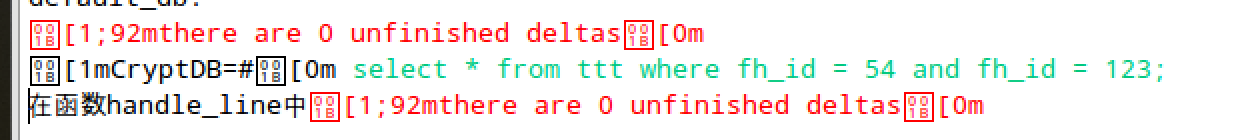 default_db.
[1;92mthere are 0 unfinished deltas[0m
[1mCryptDB=#[0m select * from ttt where fh_id = 54 and fh_id = 123;
在函数handle_line中[1;92mthere are 0 unfinished deltas[0m